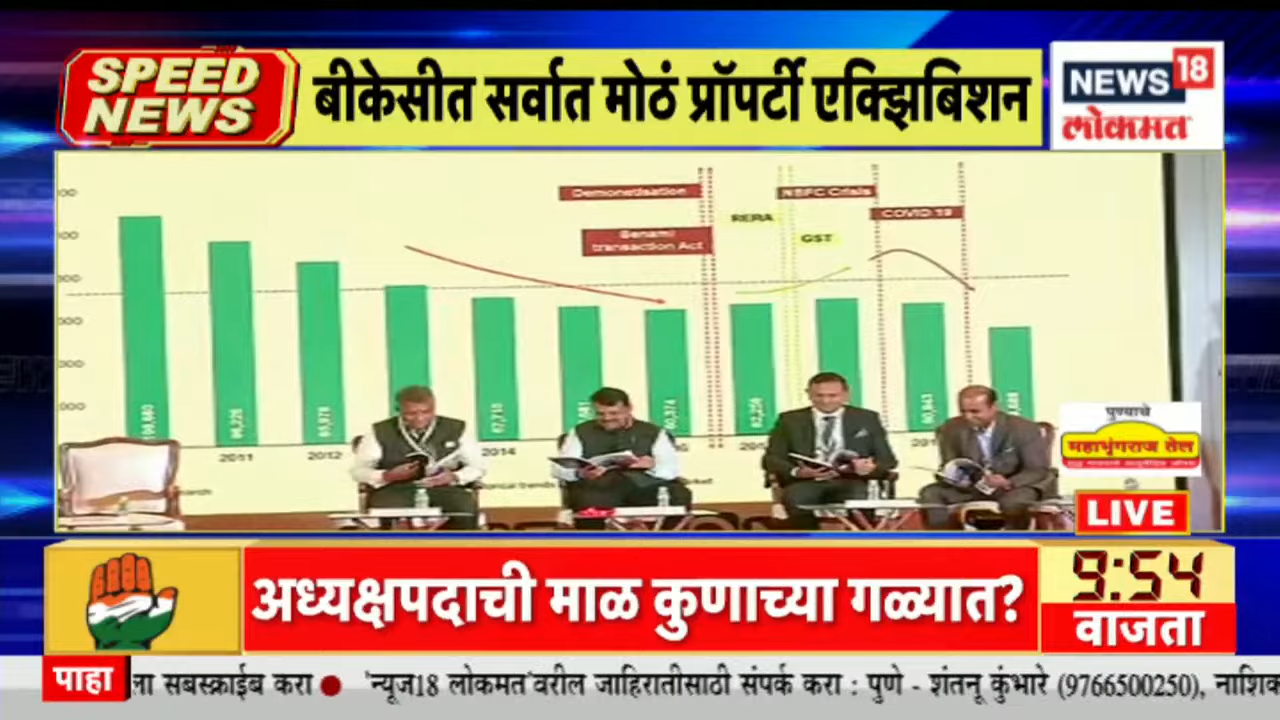 SPEED
NEWS
बीकेसीत सर्वात मोठं प्रॉपर्टी एक्झिबिशन
NEWS 18
लोकमत
Demonetisation
NBFC Crisis
RERA
COVID 19
Benami
transaction Act
GST
2011
2012
2014
पुण्याचे
महाभृंगराज तेल
LIVE
अध्यक्षपदाची माळ कुणाच्या गळ्यात?
9:54
वाजता
पाहा
ला सबस्क्राईब करा ● 'न्यूज18 लोकमत'वरील जाहिरातीसाठी संपर्क करा : पुणे - शंतनू कुंभारे (9766500250), नाशिक